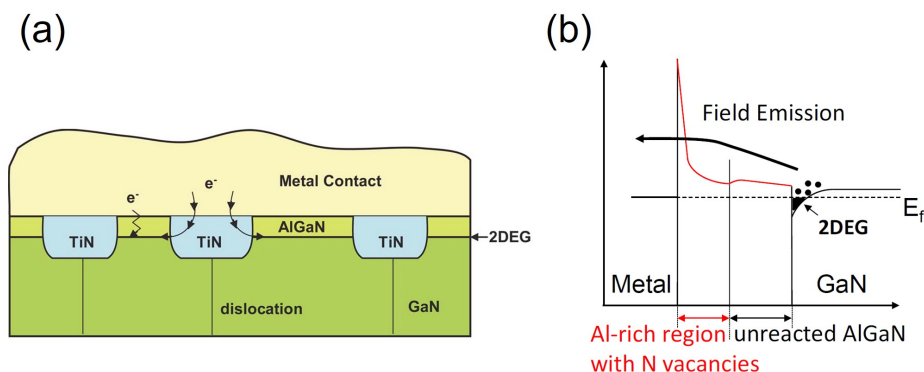 (a)
Metal Contact
e⁻
e⁻
AlGaN
TiN
TiN
TiN
2DEG
dislocation
GaN
(b)
Field Emission
E_f
2DEG
Metal
GaN
Al-rich region
with N vacancies
unreacted AlGaN